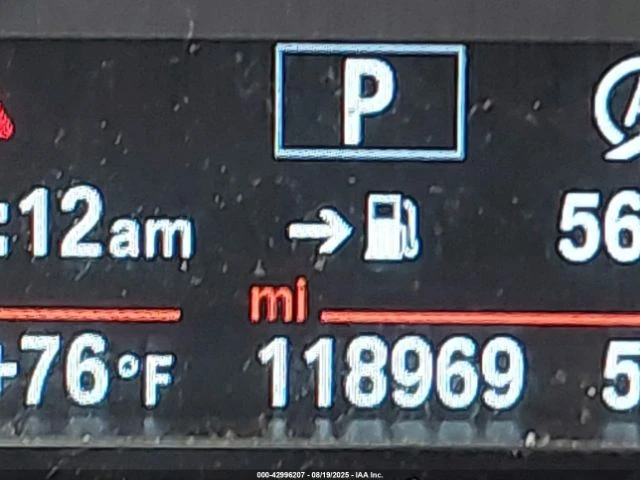 P
:12am 56
mi
+76°F 118969 5
000-42996207 - 08/19/2025 - IAA Inc.